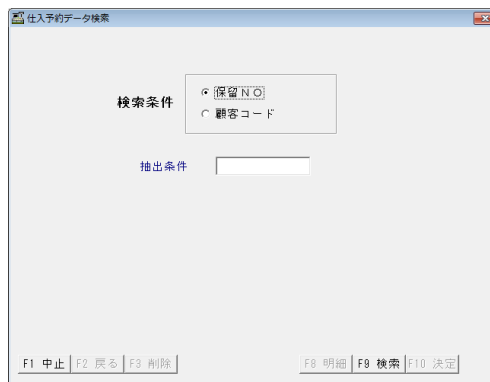 仕入予約データ検索
検索条件
保留NO
顧客コード
抽出条件
F1 中止 F2 戻る F3 削除 F8 明細 F9 検索 F10 決定